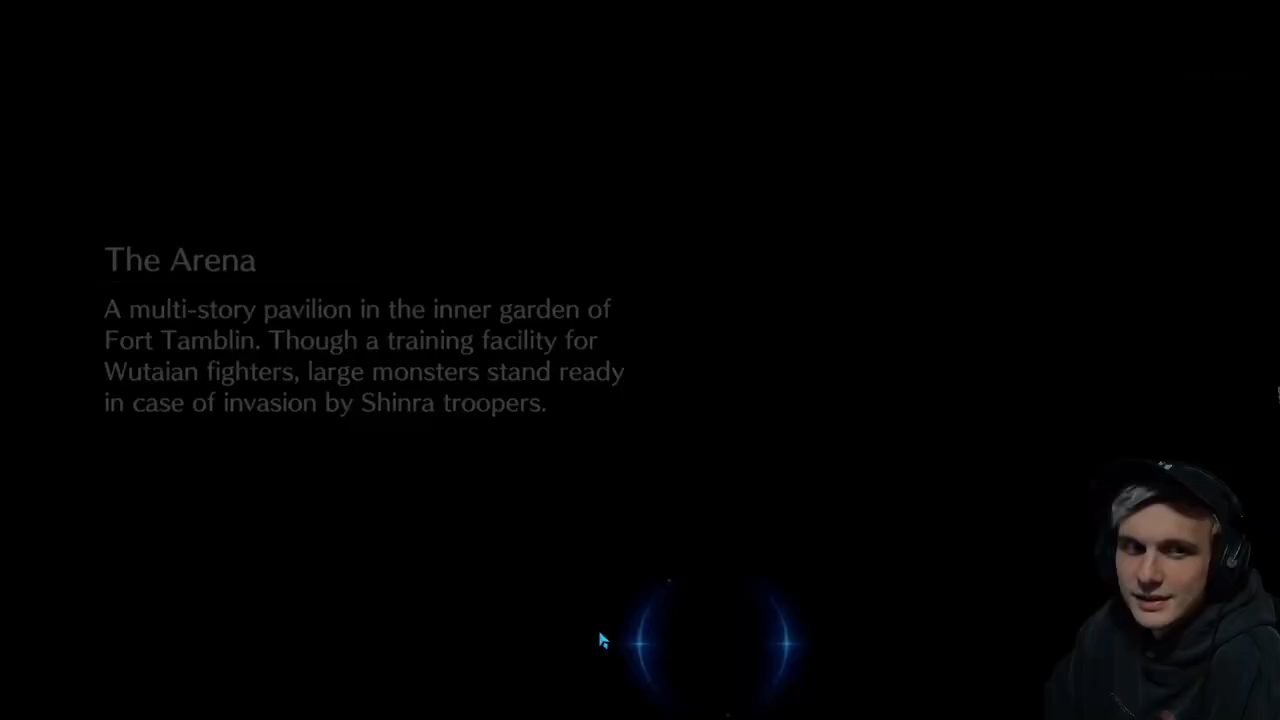 The Arena
A multi-story pavilion in the inner garden of
Fort Tamblin. Though a training facility for
Wutaian fighters, large monsters stand ready
in case of invasion by Shinra troopers.